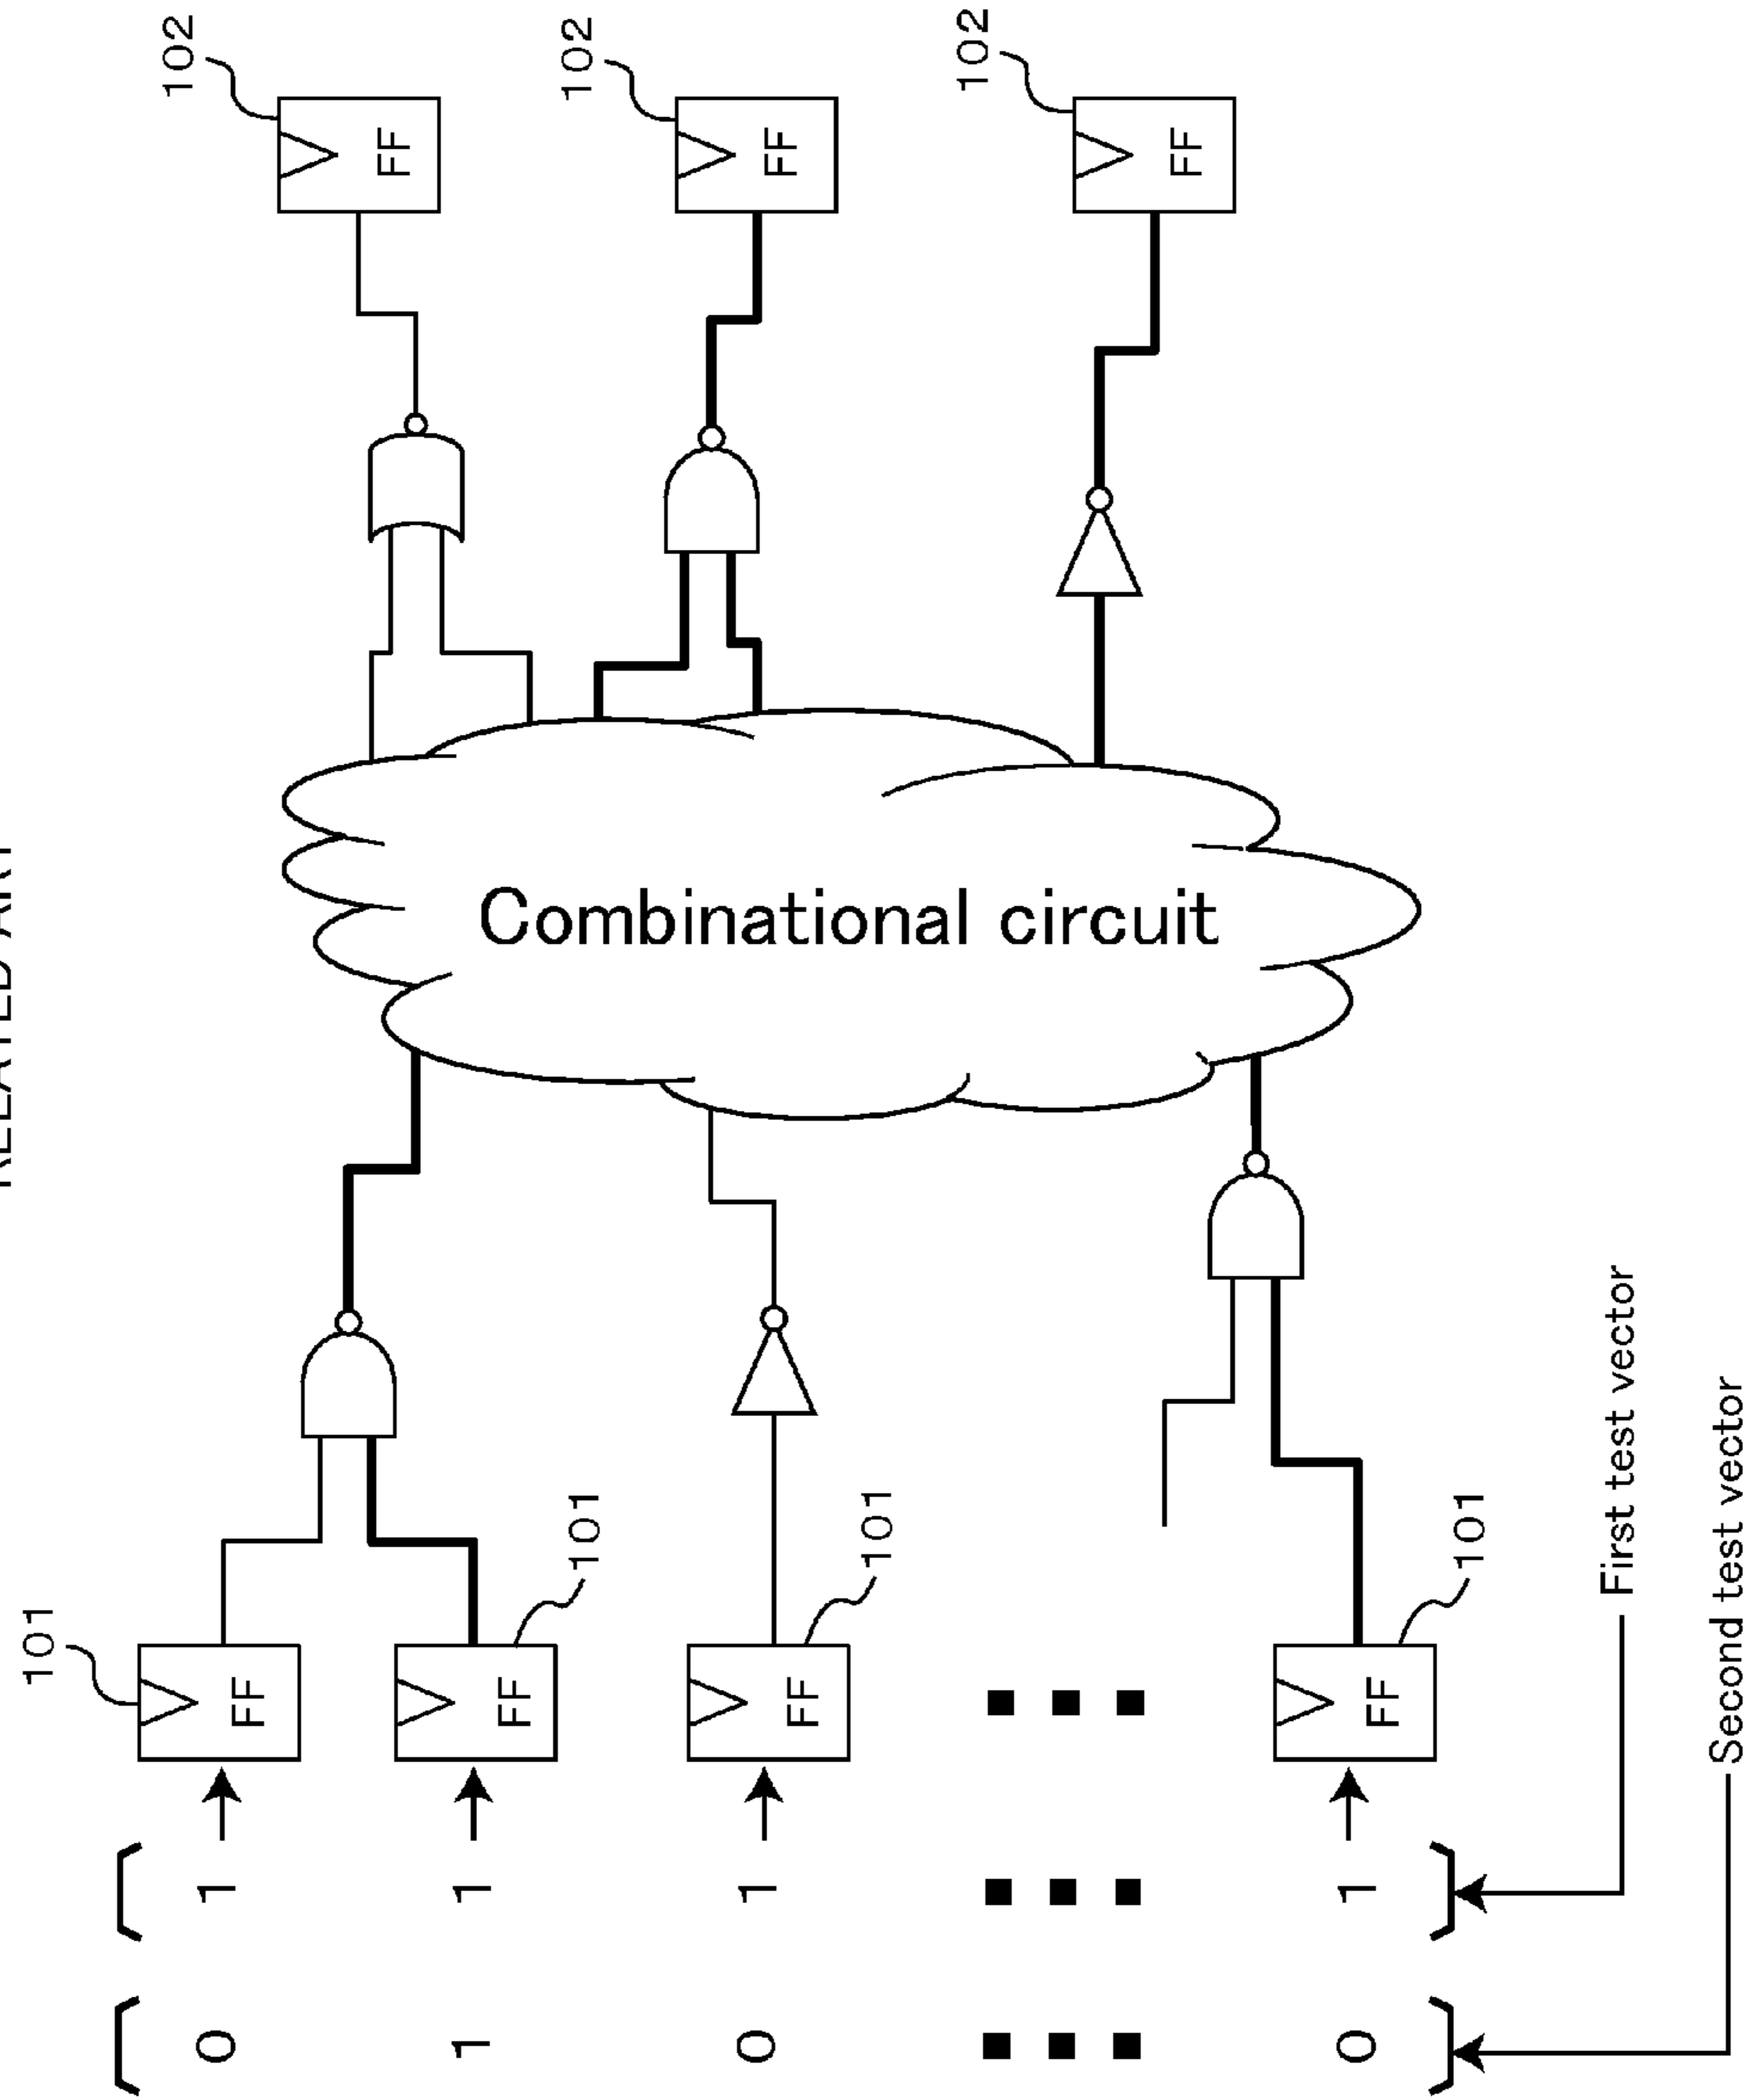 RELATED ART
101
102
FF
FF
0
1
101
102
1
1
FF
FF
Combinational circuit
101
102
0
1
FF
FF
101
0
1
FF
First test vector
Second test vector